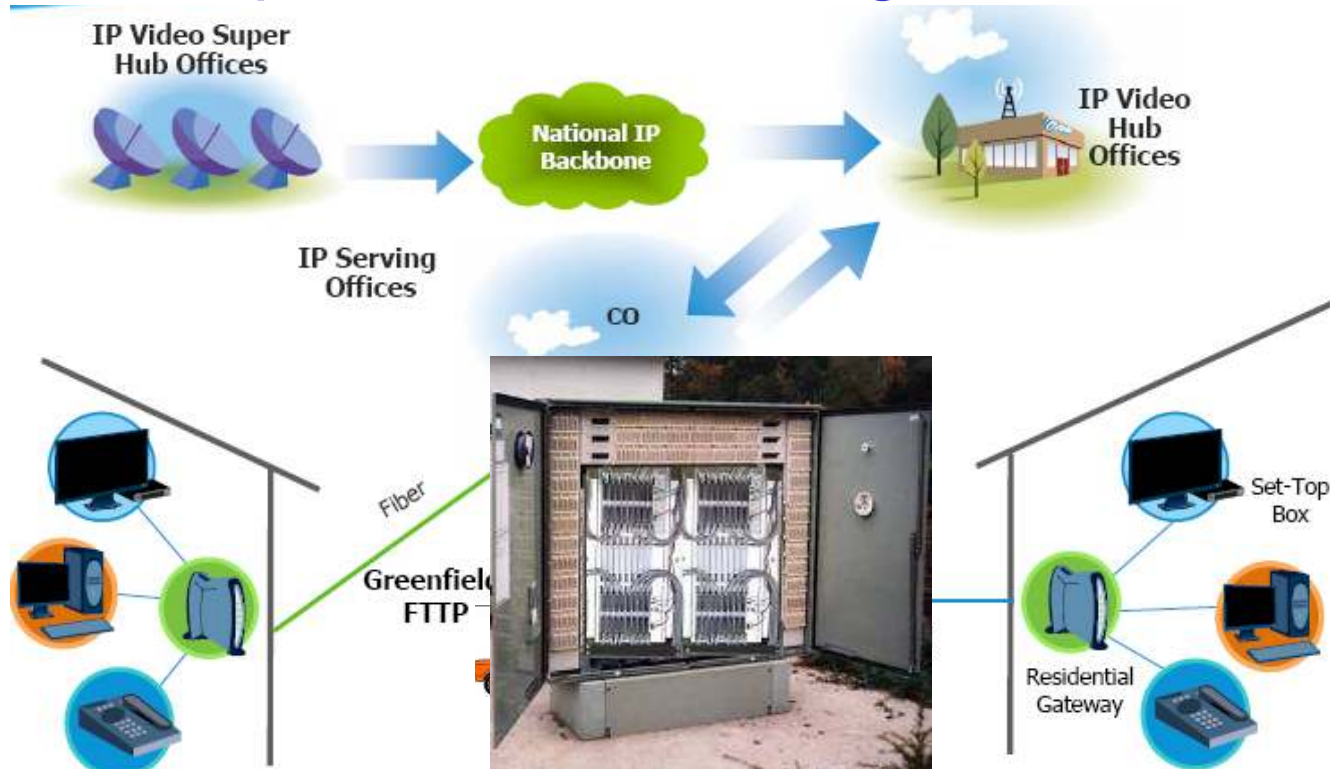 IP Video Super
Hub Offices
National IP
Backbone
IP Video
Hub
Offices
IP Serving
Offices
CO
Fiber
Greenfield
FTTP
Set-Top
Box
Residential
Gateway